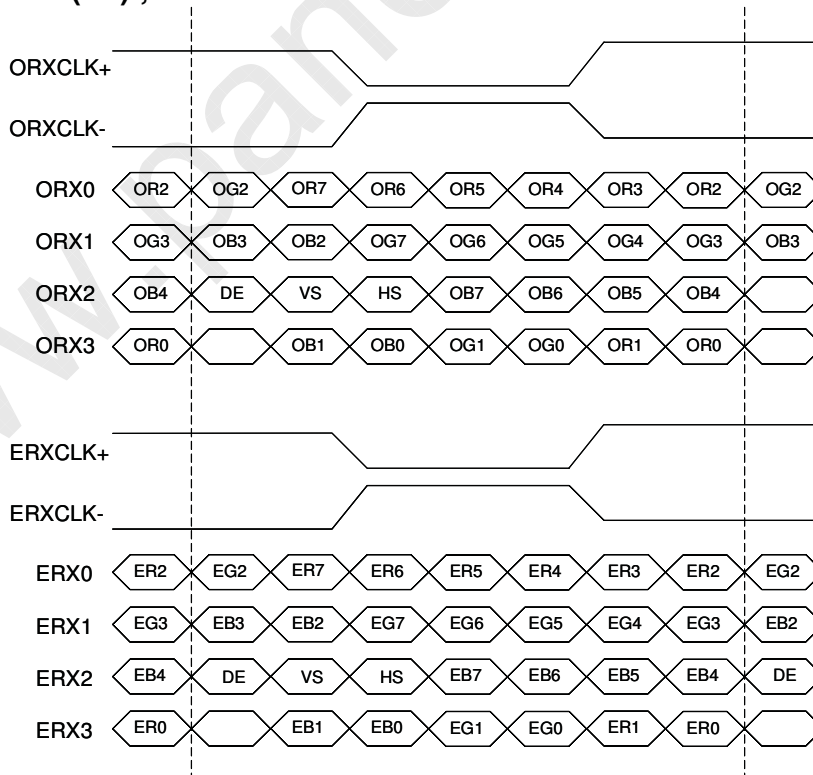 ORXCLK+
ORXCLK-
ORX0 OR2 OG2 OR7 OR6 OR5 OR4 OR3 OR2 OG2
ORX1 OG3 OB3 OB2 OG7 OG6 OG5 OG4 OG3 OB3
ORX2 OB4 DE VS HS OB7 OB6 OB5 OB4
ORX3 OR0 OB1 OB0 OG1 OG0 OR1 OR0
ERXCLK+
ERXCLK-
ERX0 ER2 EG2 ER7 ER6 ER5 ER4 ER3 ER2 EG2
ERX1 EG3 EB3 EB2 EG7 EG6 EG5 EG4 EG3 EB2
ERX2 EB4 DE VS HS EB7 EB6 EB5 EB4 DE
ERX3 ER0 EB1 EB0 EG1 EG0 ER1 ER0
w.pan